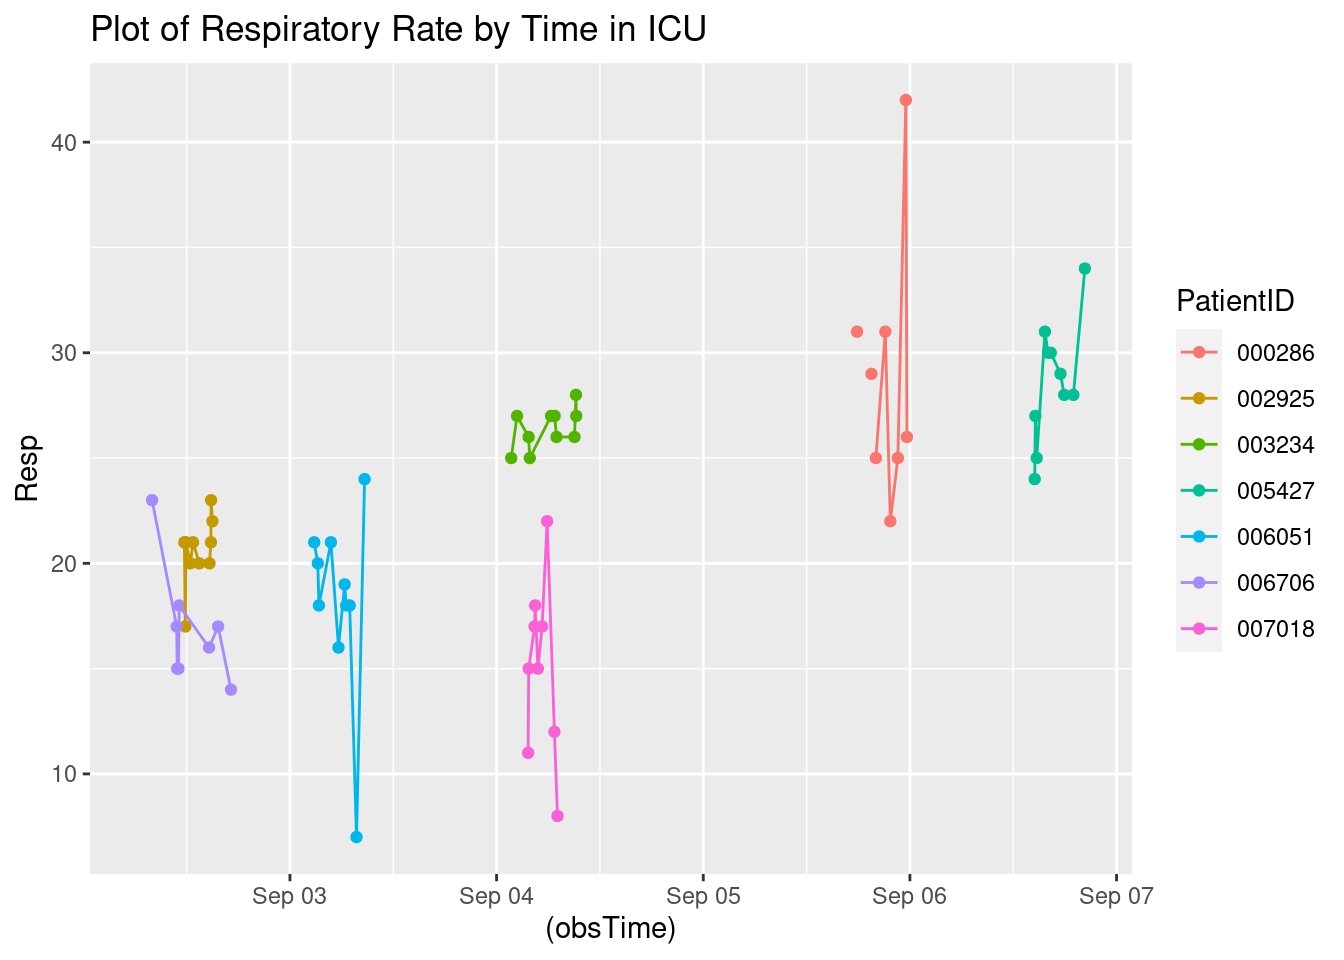 Plot of Respiratory Rate by Time in ICU
Resp
40
30
20
10
Sep 03 Sep 04 Sep 05 Sep 06 Sep 07
(obsTime)
PatientID
000286
002925
003234
005427
006051
006706
007018